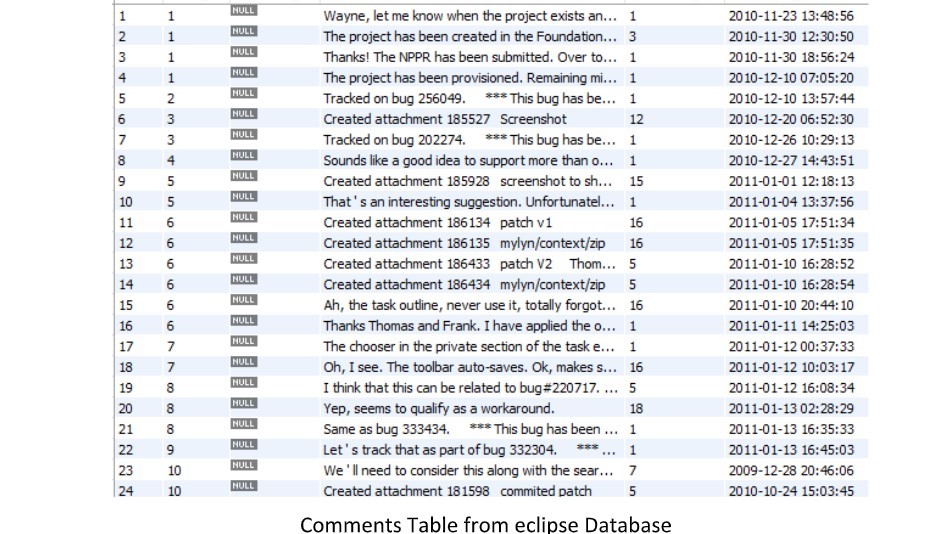 1 1 NULL Wayne, let me know when the project exists an... 1 2010-11-23 13:48:56
2 1 NULL The project has been created in the Foundation... 3 2010-11-30 12:30:50
3 1 NULL Thanks! The NPPR has been submitted. Over to... 1 2010-11-30 18:56:24
4 1 NULL The project has been provisioned. Remaining mi... 1 2010-12-10 07:05:20
5 2 NULL Tracked on bug 256049. *** This bug has be... 1 2010-12-10 13:57:44
6 3 NULL Created attachment 185527 Screenshot 12 2010-12-20 06:52:30
7 3 NULL Tracked on bug 202274. *** This bug has be... 1 2010-12-26 10:29:13
8 4 NULL Sounds like a good idea to support more than o... 1 2010-12-27 14:43:51
9 5 NULL Created attachment 185928 screenshot to sh... 15 2011-01-01 12:18:13
10 5 NULL That's an interesting suggestion. Unfortunatel... 1 2011-01-04 13:37:56
11 6 NULL Created attachment 186134 patch v1 16 2011-01-05 17:51:34
12 6 NULL Created attachment 186135 mylyn/context/zip 16 2011-01-05 17:51:35
13 6 NULL Created attachment 186433 patch V2 Thom... 5 2011-01-10 16:28:52
14 6 NULL Created attachment 186434 mylyn/context/zip 5 2011-01-10 16:28:54
15 6 NULL Ah, the task outline, never use it, totally forgot... 16 2011-01-10 20:44:10
16 6 NULL Thanks Thomas and Frank. I have applied the o... 1 2011-01-11 14:25:03
17 7 NULL The chooser in the private section of the task e... 1 2011-01-12 00:37:33
18 7 NULL Oh, I see. The toolbar auto-saves. Ok, makes s... 16 2011-01-12 10:03:17
19 8 NULL I think that this can be related to bug#220717. ... 5 2011-01-12 16:08:34
20 8 NULL Yep, seems to qualify as a workaround. 18 2011-01-13 02:28:29
21 8 NULL Same as bug 333434. *** This bug has been ... 1 2011-01-13 16:35:33
22 9 NULL Let's track that as part of bug 332304. *** ... 1 2011-01-13 16:45:03
23 10 NULL We'll need to consider this along with the sear... 7 2009-12-28 20:46:06
24 10 NULL Created attachment 181598 commited patch 5 2010-10-24 15:03:45
Comments Table from eclipse Database